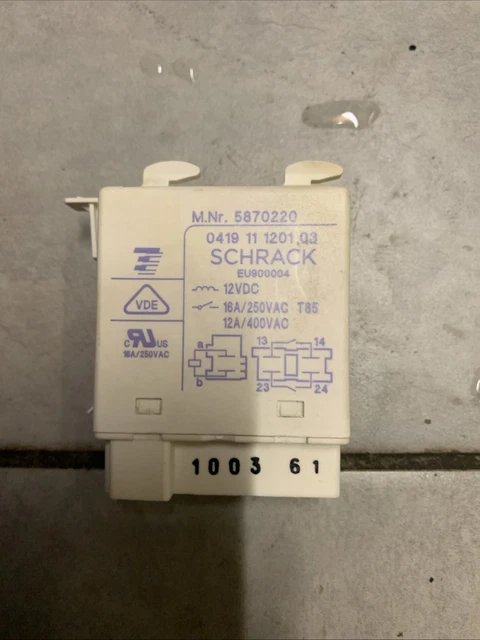 M.Nr. 5870220
0419 11 1201.03
SCHRACK
EU900004
12VDC
16A/250VAC T85
12A/400VAC
VDE
C RU US
16A/250VAC
a
b
13 14
23 24
1003 61